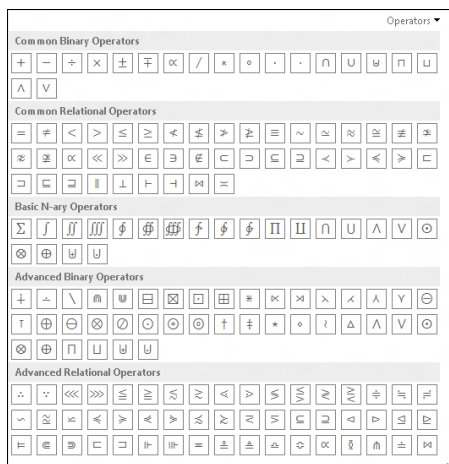 Operators ▼
Common Binary Operators
+ − ÷ × ± ∓ ∝ / * ∘ · · ∩ ∪ ⊎ ⊓ ⊔
∧ ∨
Common Relational Operators
= ≠ < > ≤ ≥ ≮ ≰ ≯ ≱ ≡ ∼ ≃ ≈ ≅ ≢ ≄
≉ ≇ ∝ ≪ ≫ ∈ ∋ ∉ ⊂ ⊃ ⊆ ⊇ ≺ ≻ ≼ ≽ ⊏
⊐ ⊑ ⊒ ∥ ⊥ ⊢ ⊣ ⋈ ≍
Basic N-ary Operators
∑ ∫ ∬ ∭ ∮ ∯ ∰ ∱ ∲ ∳ ∏ ∐ ⋂ ⋃ ⋀ ⋁ ⨀
⨂ ⨁ ⨄ ⨃
Advanced Binary Operators
∔ ∸ ∖ ⋒ ⋓ ⊟ ⊠ ⊡ ⊞ ⋇ ⋉ ⋊ ⋋ ⋌ ⋏ ⋎ ⊝
⊺ ⊕ ⊖ ⊗ ⊘ ⊙ ⊛ ⊚ † ‡ ⋆ ⋄ ≀ △ ⋀ ⋁ ⨀
⨂ ⨁ ⨅ ⨆ ⨄ ⨃
Advanced Relational Operators
∴ ∵ ⋘ ⋙ ≦ ≧ ≲ ≳ ⋖ ⋗ ≶ ⋚ ≷ ⋛ ≑ ≒ ≓
∽ ≊ ⋍ ≼ ≽ ⋞ ⋟ ≾ ≿ ⋜ ⋝ ⊆ ⊇ ⊲ ⊳ ⊴ ⊵
⊨ ⋐ ⋑ ⊏ ⊐ ⊩ ⊪ ≖ ≗ ≜ ≏ ≎ ∝ ≬ ⋔ ≐ ⋈